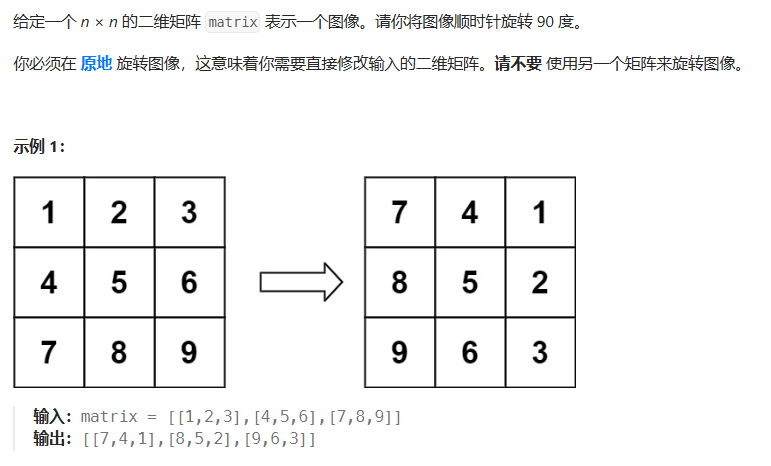 给定一个 n × n 的二维矩阵 matrix 表示一个图像。请你将图像顺时针旋转 90 度。
你必须在 原地 旋转图像，这意味着你需要直接修改输入的二维矩阵。请不要 使用另一个矩阵来旋转图像。
示例 1：
1 2 3 7 4 1
4 5 6 8 5 2
7 8 9 9 6 3
输入：matrix = [[1,2,3],[4,5,6],[7,8,9]]
输出：[[7,4,1],[8,5,2],[9,6,3]]